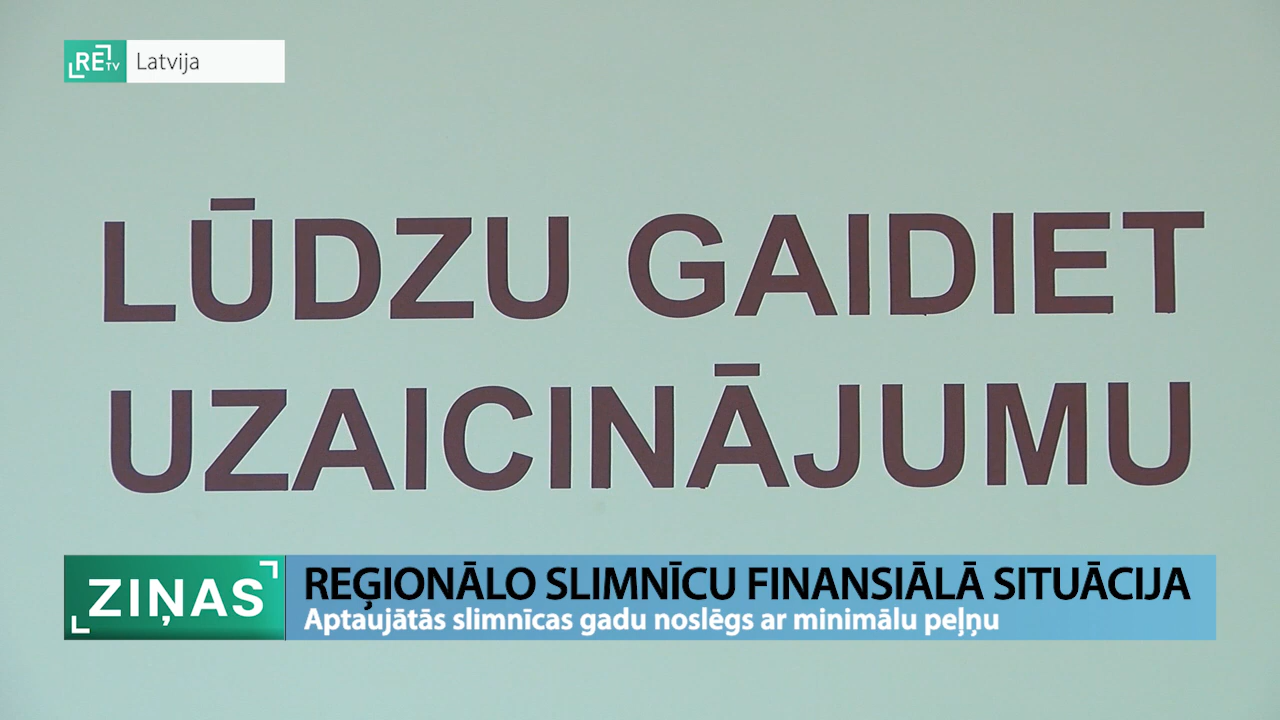 RE TV Latvija
LŪDZU GAIDIET
UZAICINĀJUMU
ZIŅAS
REĢIONĀLO SLIMNĪCU FINANSIĀLĀ SITUĀCIJA
Aptaujātās slimnīcas gadu noslēgs ar minimālu peļņu